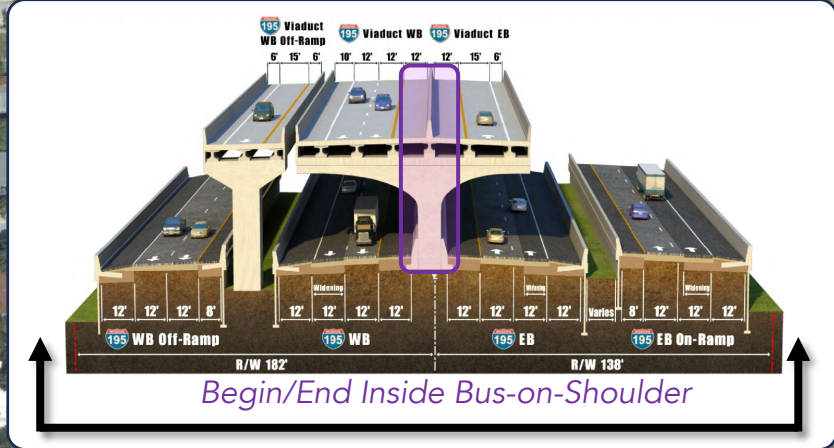 195 Viaduct
WB Off-Ramp
195 Viaduct WB
195 Viaduct EB
6' 15' 6'
10' 12' 12' 12'
12' 15' 6'
Widening
Widening
Widening
12' 12' 12' 8'
12' 12' 12' 12'
12' 12' 12' 12'
Varies
8' 12' 12' 12'
195 WB Off-Ramp
195 WB
195 EB
195 EB On-Ramp
R/W 182'
R/W 138'
Begin/End Inside Bus-on-Shoulder